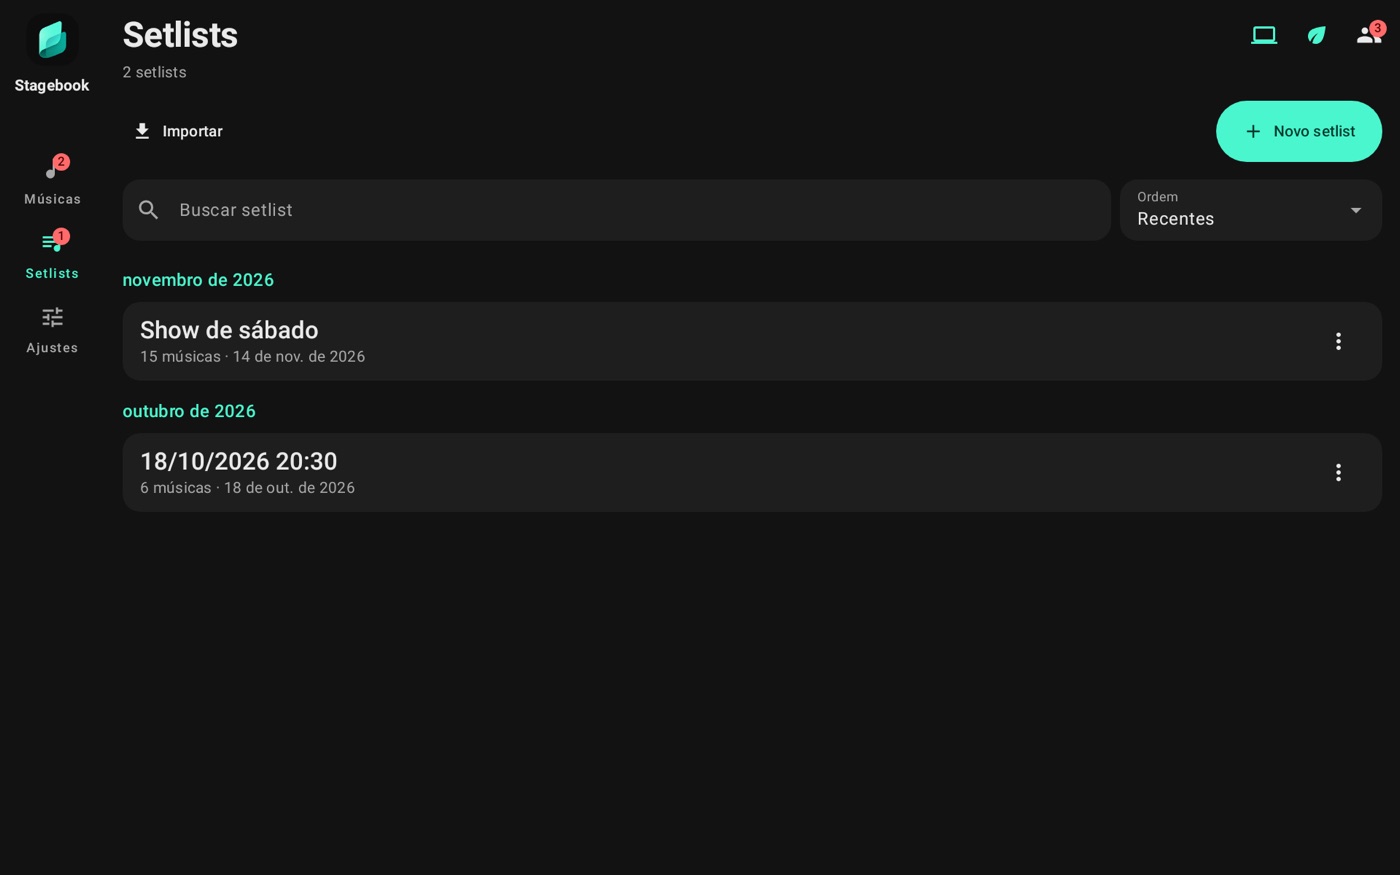 Stagebook
2
Músicas
1
Setlists
Ajustes
Setlists
2 setlists
3
Importar
Novo setlist
Buscar setlist
Ordem
Recentes
novembro de 2026
Show de sábado
15 músicas · 14 de nov. de 2026
outubro de 2026
18/10/2026 20:30
6 músicas · 18 de out. de 2026